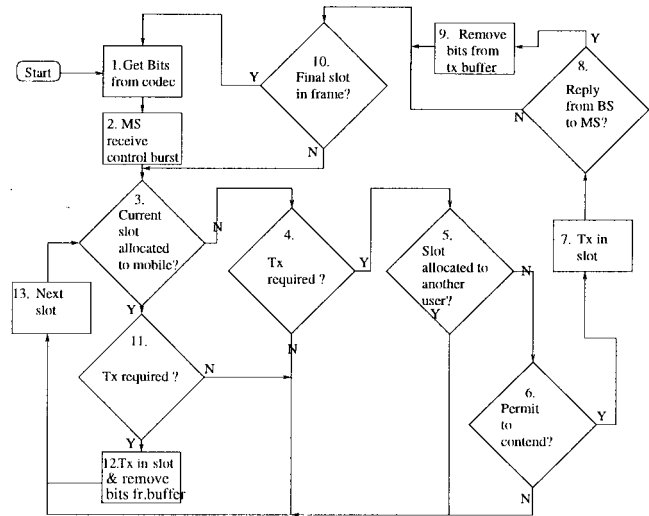 Start
1.Get Bits
from codec
2. MS
receive
control burst
3.
Current
slot
allocated
to mobile?
N
Y
4.
Tx
required ?
Y
N
5.
Slot
allocated to
another
user?
Y
N
6.
Permit
to
contend?
Y
N
7. Tx in
slot
8.
Reply
from BS
to MS?
Y
N
9. Remove
bits from
tx buffer
10.
Final slot
in frame?
Y
N
11.
Tx required ?
N
Y
12.Tx in slot
& remove
bits fr.buffer
13. Next
slot